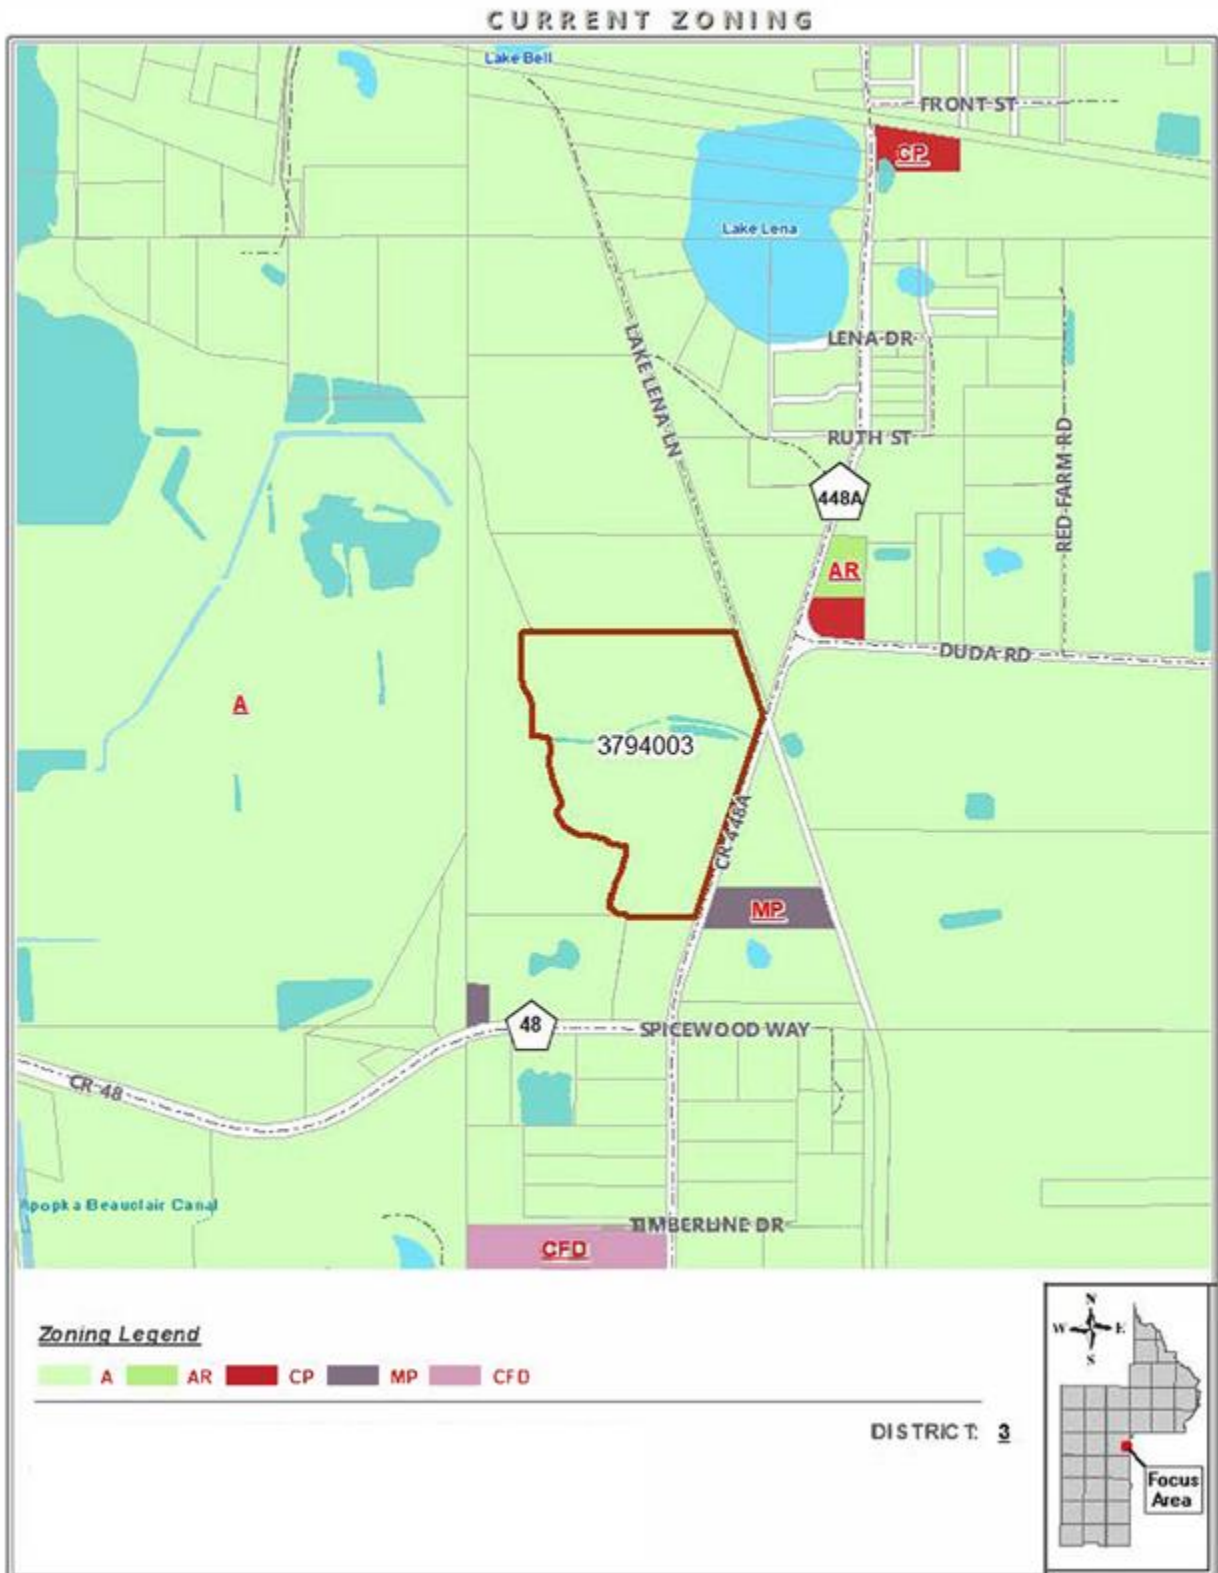 CURRENT ZONING
Lake Bell
FRONT ST
CP
Lake Lena
LENA DR
LAKE LENA LN
RUTH ST
RED FARM RD
448A
AR
DUDA RD
A
3794003
CR 448A
MP
48
SPICEWOOD WAY
CR 48
Apopka Beauclair Canal
TIMBERLINE DR
CFD
Zoning Legend
A AR CP MP CFD
DISTRICT: 3
N
W E
S
Focus
Area